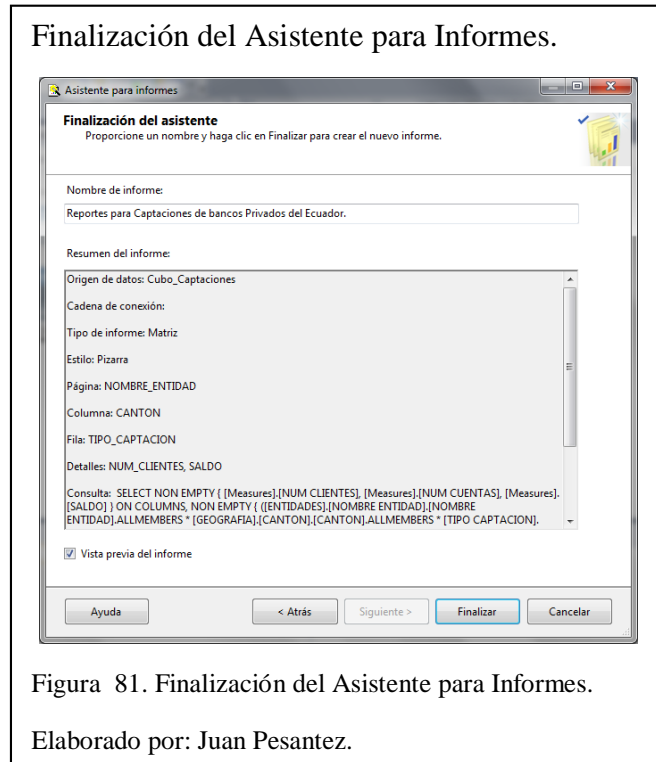 Finalización del Asistente para Informes.
Asistente para informes
Finalización del asistente
Proporcione un nombre y haga clic en Finalizar para crear el nuevo informe.
Nombre de informe:
Reportes para Captaciones de bancos Privados del Ecuador.
Resumen del informe:
Origen de datos: Cubo_Captaciones
Cadena de conexión:
Tipo de informe: Matriz
Estilo: Pizarra
Página: NOMBRE_ENTIDAD
Columna: CANTON
Fila: TIPO_CAPTACION
Detalles: NUM_CLIENTES, SALDO
Consulta:  SELECT NON EMPTY { [Measures].[NUM CLIENTES], [Measures].[NUM CUENTAS], [Measures].
[SALDO] } ON COLUMNS, NON EMPTY { ([ENTIDADES].[NOMBRE ENTIDAD].[NOMBRE
ENTIDAD].ALLMEMBERS * [GEOGRAFIA].[CANTON].[CANTON].ALLMEMBERS * [TIPO CAPTACION].
Vista previa del informe
Ayuda < Atrás Siguiente > Finalizar Cancelar
Figura  81. Finalización del Asistente para Informes.
Elaborado por: Juan Pesantez.